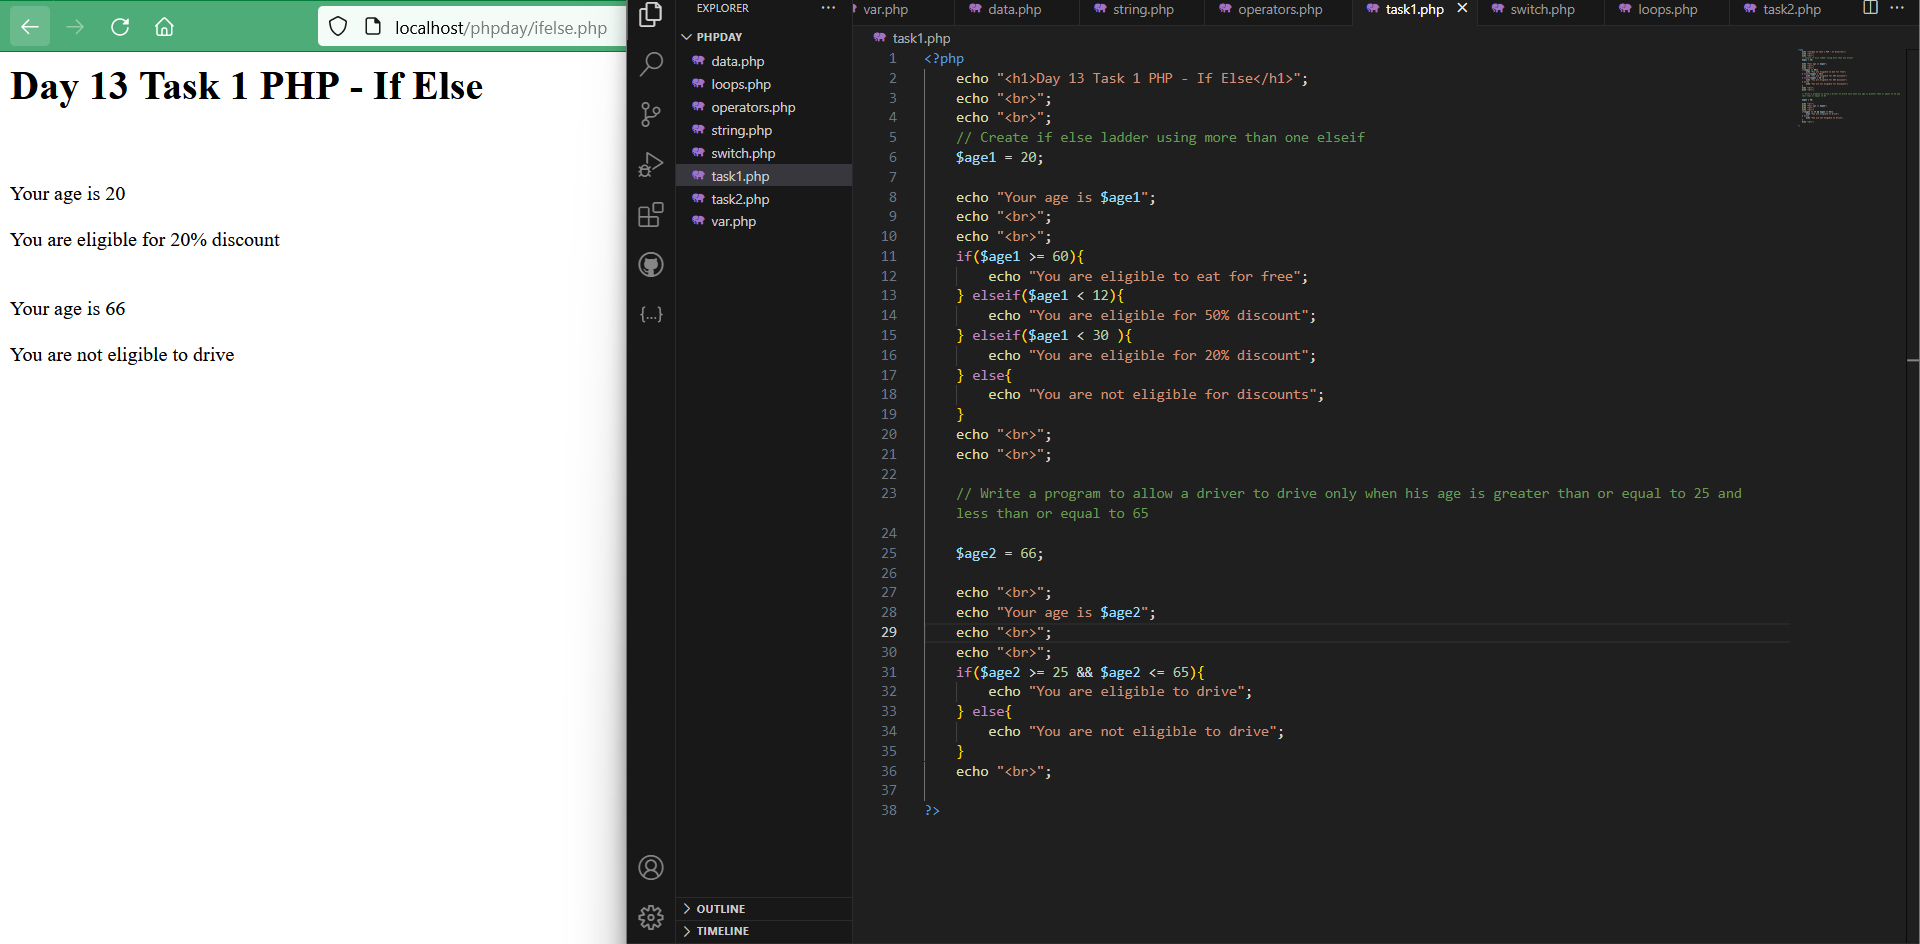 localhost/phpday/ifelse.php
Day 13 Task 1 PHP - If Else
Your age is 20
You are eligible for 20% discount
Your age is 66
You are not eligible to drive
EXPLORER
PHPDAY
data.php
loops.php
operators.php
string.php
switch.php
task1.php
task2.php
var.php
OUTLINE
TIMELINE
var.php data.php string.php operators.php task1.php switch.php loops.php task2.php
task1.php
1 <?php
2 echo "<h1>Day 13 Task 1 PHP - If Else</h1>";
3 echo "<br>";
4 echo "<br>";
5 // Create if else ladder using more than one elseif
6 $age1 = 20;
7
8 echo "Your age is $age1";
9 echo "<br>";
10 echo "<br>";
11 if($age1 >= 60){
12 echo "You are eligible to eat for free";
13 } elseif($age1 < 12){
14 echo "You are eligible for 50% discount";
15 } elseif($age1 < 30 ){
16 echo "You are eligible for 20% discount";
17 } else{
18 echo "You are not eligible for discounts";
19 }
20 echo "<br>";
21 echo "<br>";
22
23 // Write a program to allow a driver to drive only when his age is greater than or equal to 25 and
less than or equal to 65
24
25 $age2 = 66;
26
27 echo "<br>";
28 echo "Your age is $age2";
29 echo "<br>";
30 echo "<br>";
31 if($age2 >= 25 && $age2 <= 65){
32 echo "You are eligible to drive";
33 } else{
34 echo "You are not eligible to drive";
35 }
36 echo "<br>";
37
38 ?>